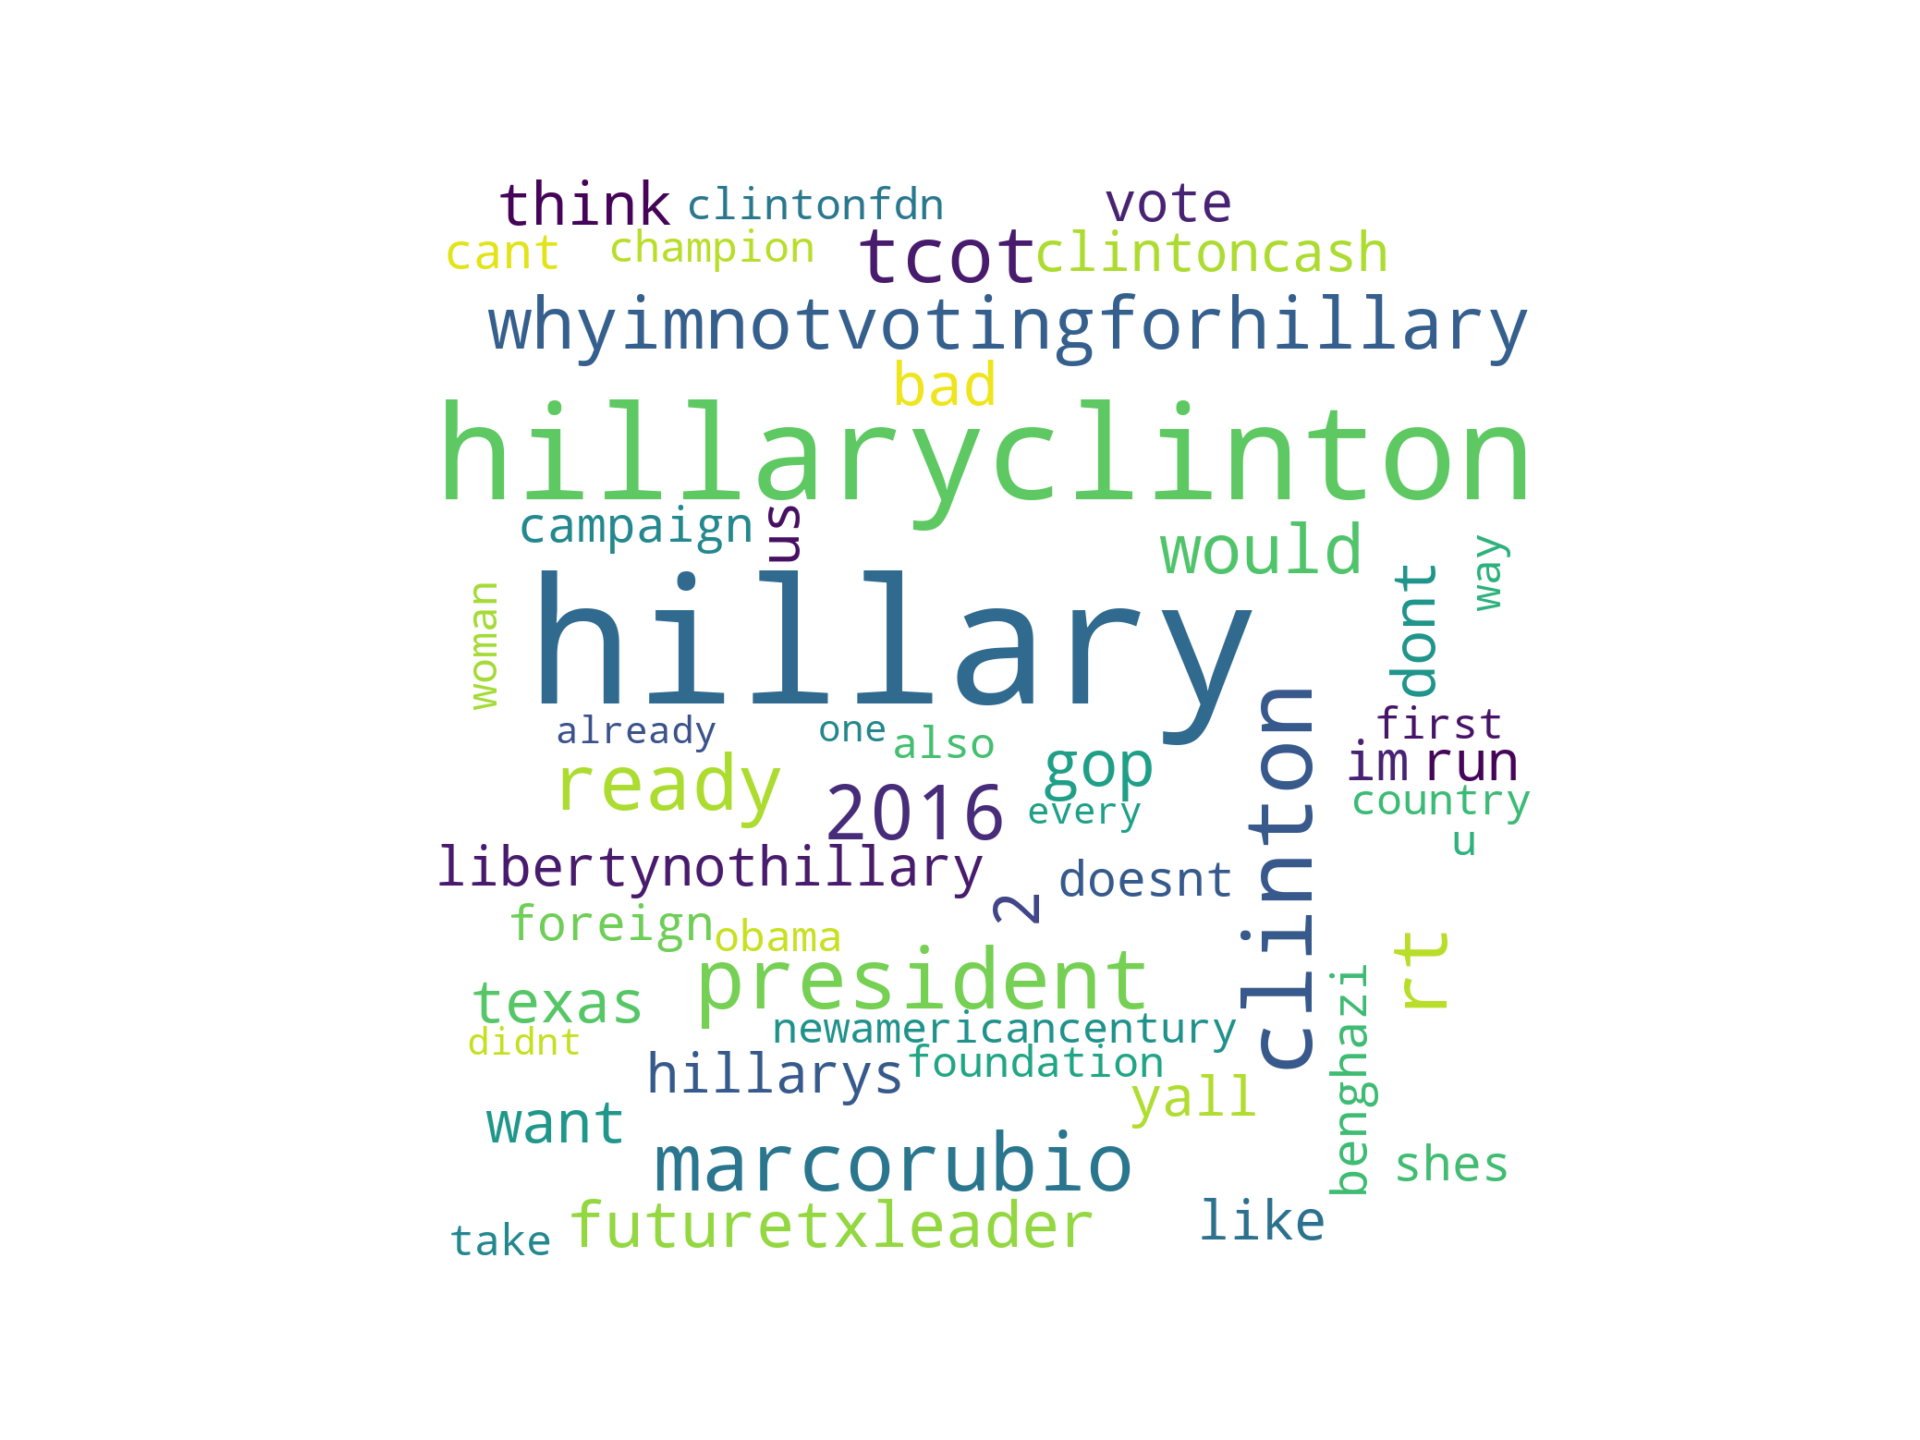 think clintonfdn vote
cant champion tcot clintoncash
whyimnotvotingforhillary
bad
hillaryclinton
campaign us would
dont way
woman hillary
already one also clinton first
ready gop im run
2016 every country
u
libertynothillary 2 doesnt
foreign obama
president rt
texas benghazi
didnt newamericancentury
hillarys foundation
want yall
marcorubio shes
take futuretxleader like